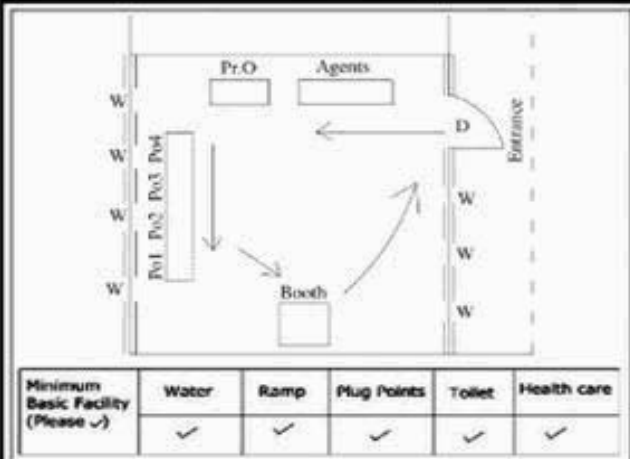 Pr.O Agents
W
D
Entrance
W
Po1 Po2 Po3 Po4
W
W
W
W
Booth
W
W
Minimum Basic Facility (Please ✓)
Water
Ramp
Plug Points
Toilet
Health care
✓ ✓ ✓ ✓ ✓